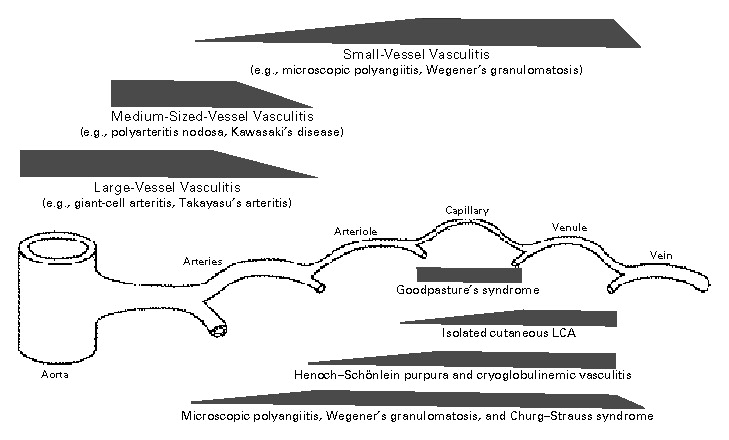 Small-Vessel Vasculitis
(e.g., microscopic polyangiitis, Wegener's granulomatosis)
Medium-Sized-Vessel Vasculitis
(e.g., polyarteritis nodosa, Kawasaki's disease)
Large-Vessel Vasculitis
(e.g., giant-cell arteritis, Takayasu's arteritis)
Capillary
Arteriole
Venule
Arteries
Vein
Goodpasture's syndrome
Isolated cutaneous LCA
Aorta
Henoch–Schönlein purpura and cryoglobulinemic vasculitis
Microscopic polyangiitis, Wegener's granulomatosis, and Churg–Strauss syndrome